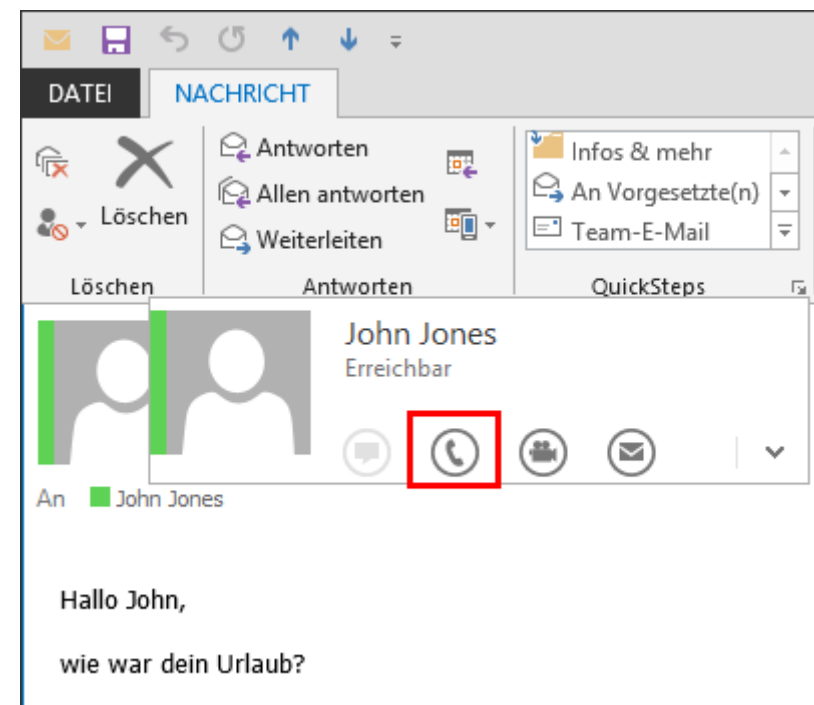 DATEI NACHRICHT
Löschen
Antworten
Allen antworten
Weiterleiten
Infos & mehr
An Vorgesetzte(n)
Team-E-Mail
Löschen Antworten QuickSteps
John Jones
Erreichbar
An John Jones
Hallo John,
wie war dein Urlaub?